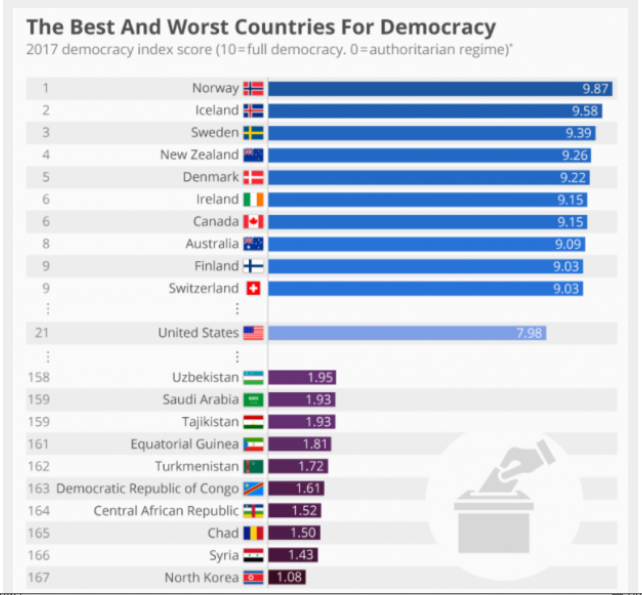 The Best And Worst Countries For Democracy
2017 democracy index score (10=full democracy. 0=authoritarian regime)*
1 Norway 9.87
2 Iceland 9.58
3 Sweden 9.39
4 New Zealand 9.26
5 Denmark 9.22
6 Ireland 9.15
6 Canada 9.15
8 Australia 9.09
9 Finland 9.03
9 Switzerland 9.03
21 United States 7.98
158 Uzbekistan 1.95
159 Saudi Arabia 1.93
159 Tajikistan 1.93
161 Equatorial Guinea 1.81
162 Turkmenistan 1.72
163 Democratic Republic of Congo 1.61
164 Central African Republic 1.52
165 Chad 1.50
166 Syria 1.43
167 North Korea 1.08